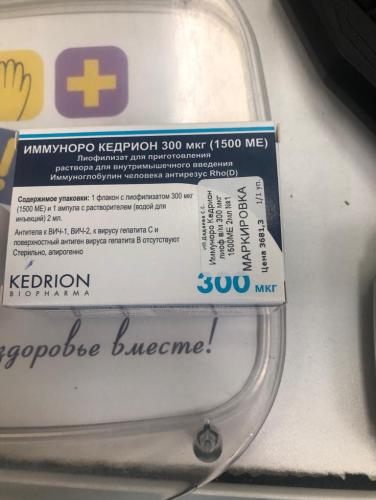 ИММУНОРО КЕДРИОН 300 мкг (1500 МЕ)
Лиофилизат для приготовления
раствора для внутримышечного введения
Иммуноглобулин человека антирезус Rho(D)
Содержимое упаковки: 1 флакон с лиофилизатом 300 мкг
(1500 МЕ) и 1 ампула с растворителем (водой для
инъекций) 2 мл.
Антитела к ВИЧ-1, ВИЧ-2, к вирусу гепатита С и
поверхностный антиген вируса гепатита В отсутствуют
Стерильно, апирогенно
KEDRION
BIOPHARMA
300 мкг
Иммуноро Кедрион
лиоф в/м 300 мкг
1500МЕ 2мл №1
МАРКИРОВКА
1/1 уп
Цена 3681,3
здоровье вместе!